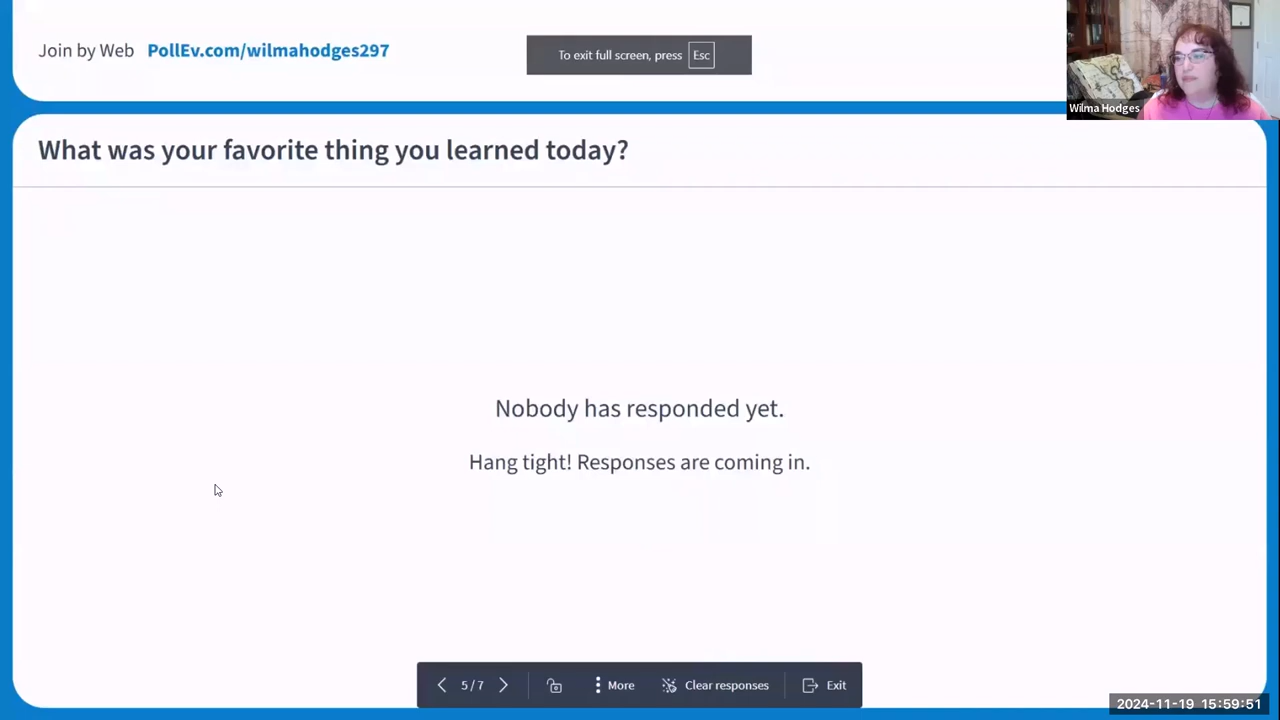 Join by Web PollEv.com/wilmahodges297
To exit full screen, press Esc
Wilma Hodges
What was your favorite thing you learned today?
Nobody has responded yet.
Hang tight! Responses are coming in.
5 / 7 More Clear responses Exit
2024-11-19 15:59:51